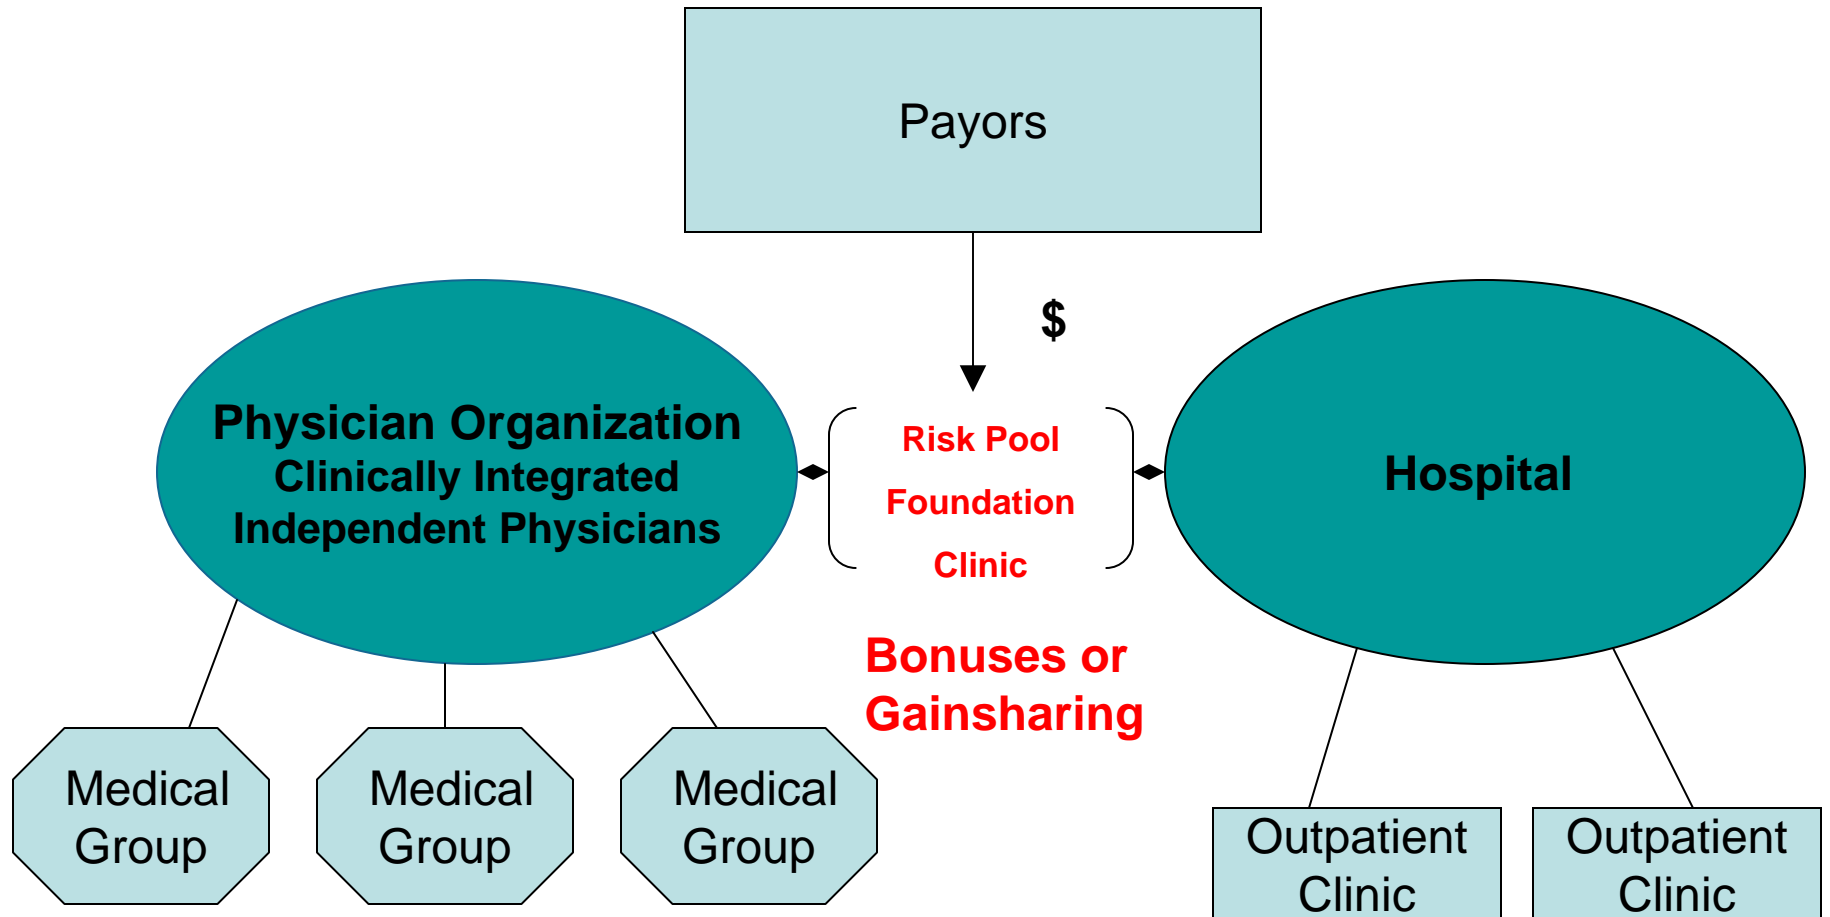 Payors
$
Physician Organization
Clinically Integrated
Independent Physicians
Risk Pool
Foundation
Clinic
Hospital
Bonuses or
Gainsharing
Medical
Group
Medical
Group
Medical
Group
Outpatient
Clinic
Outpatient
Clinic